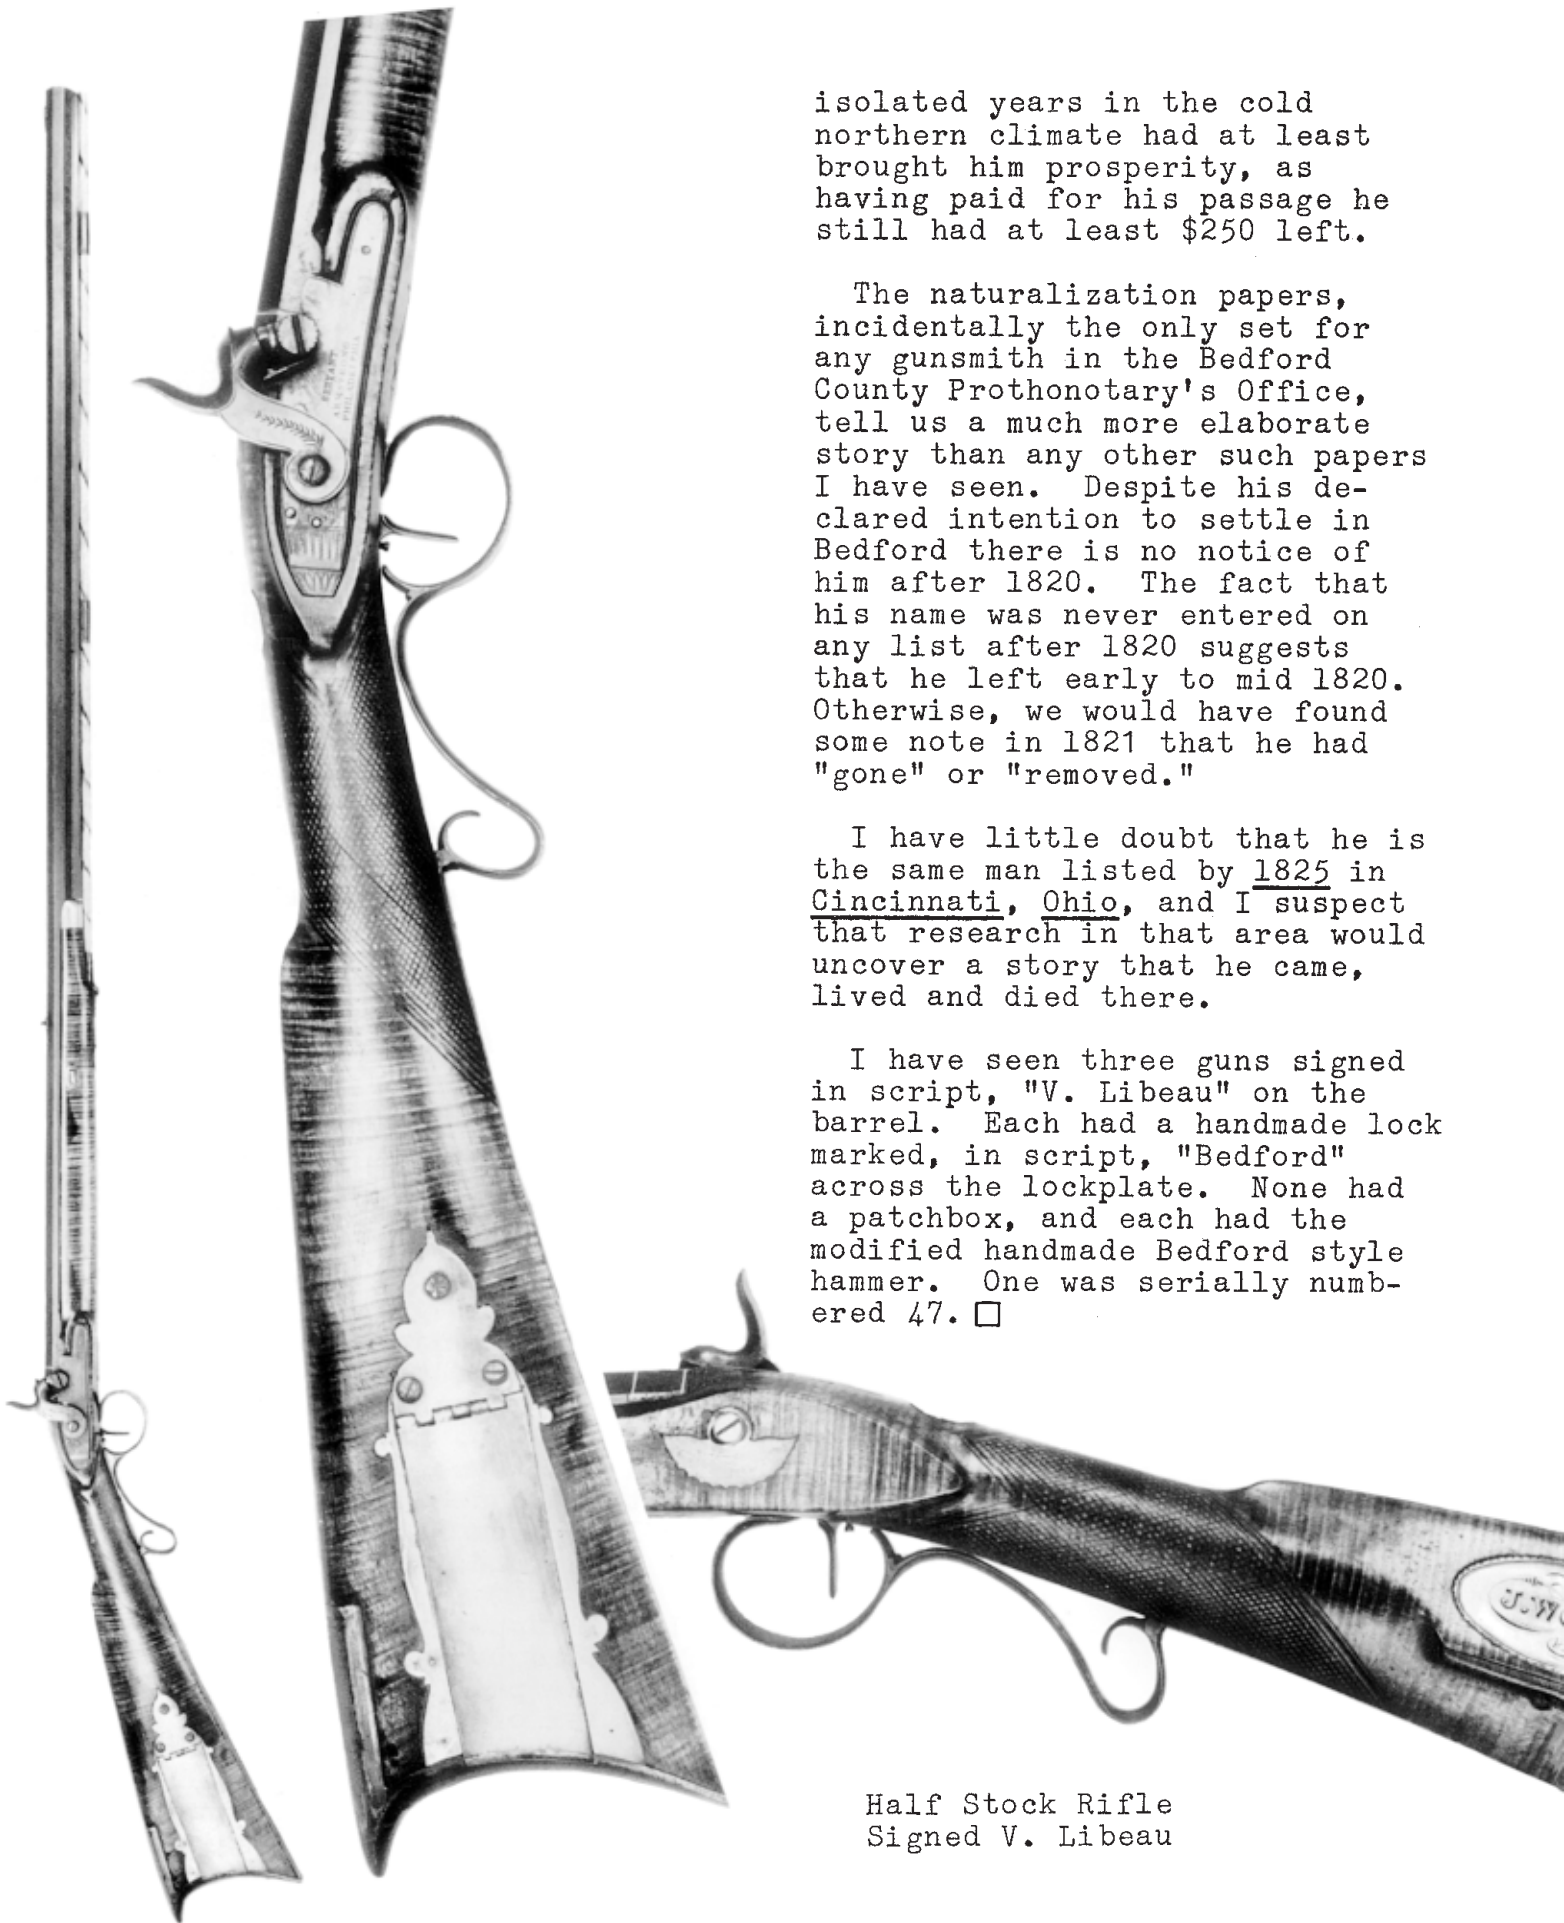 isolated years in the cold
northern climate had at least
brought him prosperity, as
having paid for his passage he
still had at least $250 left.
The naturalization papers,
incidentally the only set for
any gunsmith in the Bedford
County Prothonotary's Office,
tell us a much more elaborate
story than any other such papers
I have seen.  Despite his de-
clared intention to settle in
Bedford there is no notice of
him after 1820.  The fact that
his name was never entered on
any list after 1820 suggests
that he left early to mid 1820.
Otherwise, we would have found
some note in 1821 that he had
"gone" or "removed."
I have little doubt that he is
the same man listed by 1825 in
Cincinnati, Ohio, and I suspect
that research in that area would
uncover a story that he came,
lived and died there.
I have seen three guns signed
in script, "V. Libeau" on the
barrel.  Each had a handmade lock
marked, in script, "Bedford"
across the lockplate.  None had
a patchbox, and each had the
modified handmade Bedford style
hammer.  One was serially numb-
ered 47. □
J.W
Half Stock Rifle
Signed V. Libeau